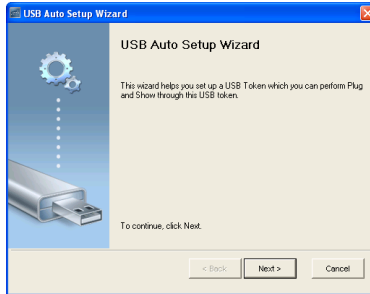 USB Auto Setup Wizard
USB Auto Setup Wizard
This wizard helps you set up a USB Token which you can perform Plug
and Show through this USB token.
To continue, click Next.
< Back
Next >
Cancel